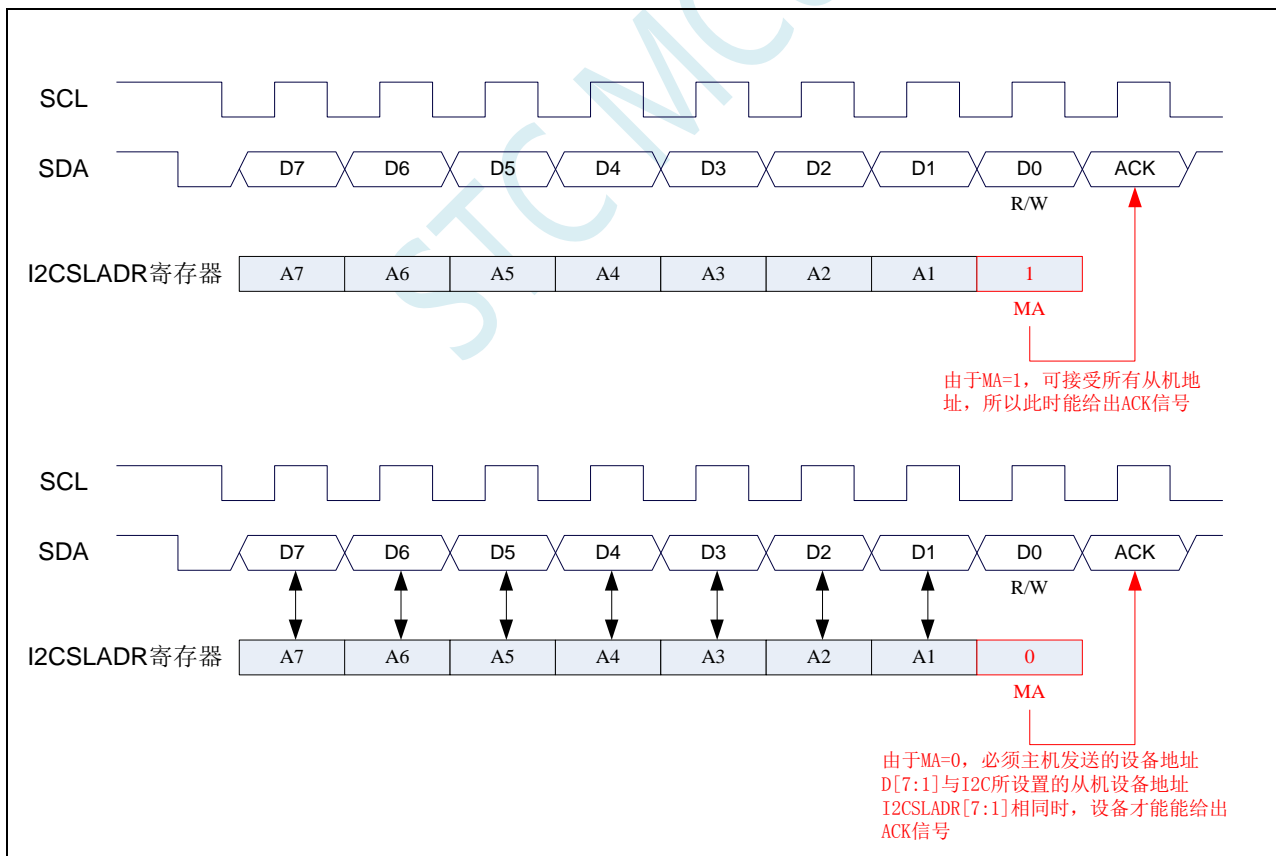 STC MCU
SCL
SDA D7 D6 D5 D4 D3 D2 D1 D0 ACK
R/W
I2CSLADR寄存器 A7 A6 A5 A4 A3 A2 A1 1
MA
由于MA=1，可接受所有从机地
址，所以此时能给出ACK信号
SCL
SDA D7 D6 D5 D4 D3 D2 D1 D0 ACK
R/W
I2CSLADR寄存器 A7 A6 A5 A4 A3 A2 A1 0
MA
由于MA=0，必须主机发送的设备地址
D[7:1]与I2C所设置的从机设备地址
I2CSLADR[7:1]相同时，设备才能能给出
ACK信号